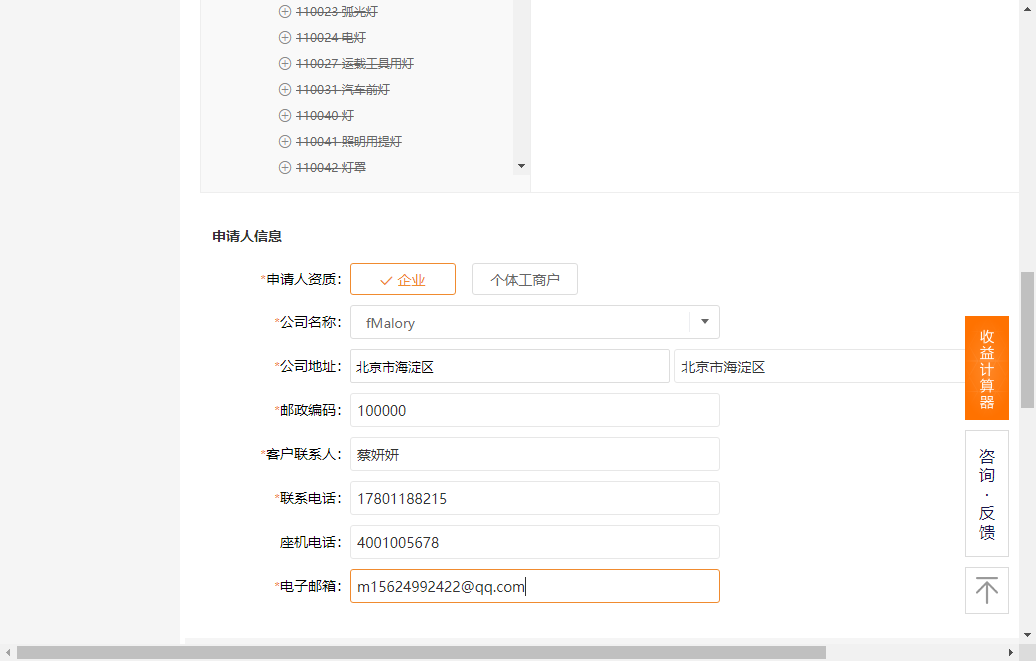 110023 弧光灯
110024 电灯
110027 运载工具用灯
110031 汽车前灯
110040 灯
110041 照明用提灯
110042 灯罩
申请人信息
*申请人资质： 企业 个体工商户
*公司名称： fMalory
*公司地址： 北京市海淀区 北京市海淀区
*邮政编码： 100000
*客户联系人： 蔡妍妍
*联系电话： 17801188215
座机电话： 4001005678
*电子邮箱： m15624992422@qq.com
收益计算器
咨询·反馈